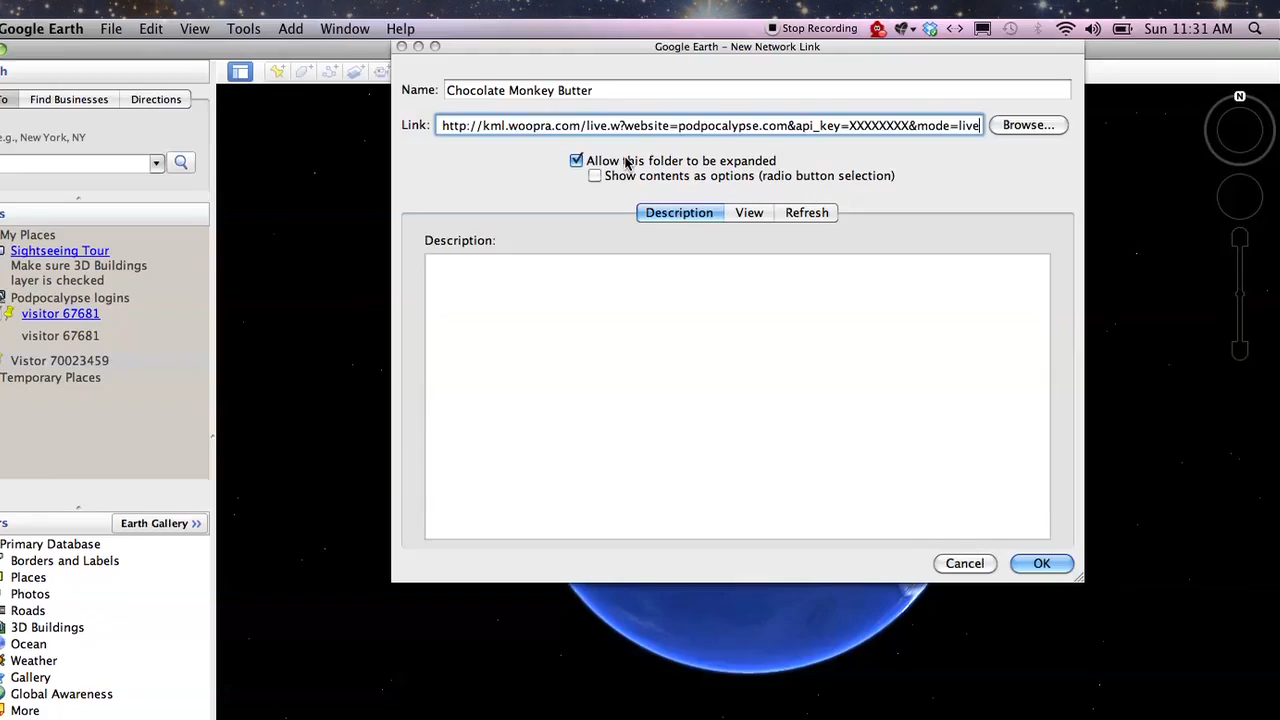 Google Earth File Edit View Tools Add Window Help Stop Recording Sun 11:31 AM
Google Earth – New Network Link
Name: Chocolate Monkey Butter
Link: http://kml.woopra.com/live.w?website=podpocalypse.com&api_key=XXXXXXXX&mode=live Browse...
Allow this folder to be expanded
Show contents as options (radio button selection)
Description View Refresh
Description:
Cancel OK
h
To Find Businesses Directions
e.g., New York, NY
s
My Places
Sightseeing Tour
Make sure 3D Buildings
layer is checked
Podpocalypse logins
visitor 67681
visitor 67681
Vistor 70023459
Temporary Places
rs Earth Gallery >>
Primary Database
Borders and Labels
Places
Photos
Roads
3D Buildings
Ocean
Weather
Gallery
Global Awareness
More
N